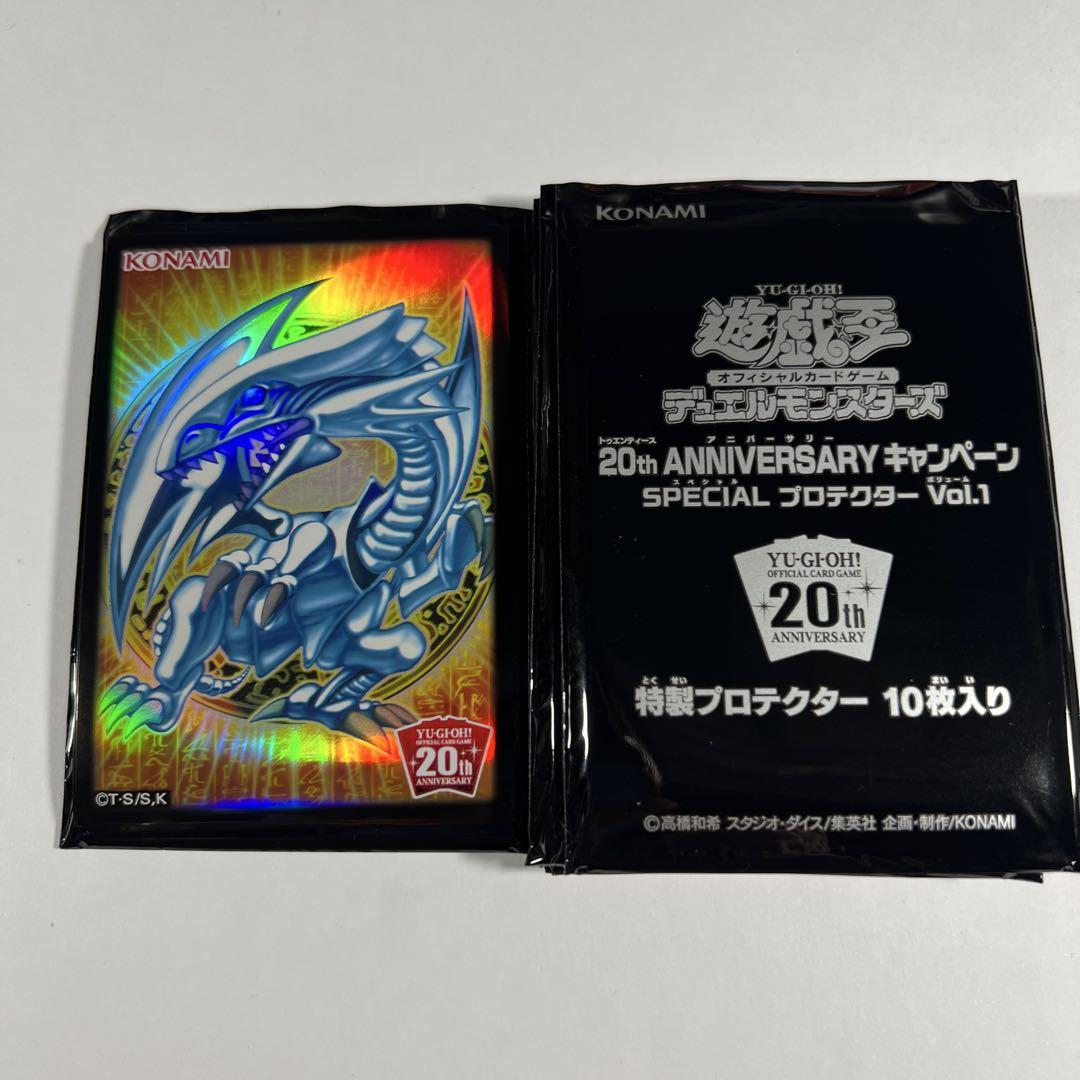 KONAMI
YU-GI-OH!
OFFICIAL CARD GAME
20th
ANNIVERSARY
©T·S/S,K
KONAMI
YU-GI-OH!
遊戯王
オフィシャルカードゲーム
デュエルモンスターズ
トゥエンティース アニバーサリー
20th ANNIVERSARY キャンペーン
スペシャル ボリューム
SPECIAL プロテクター Vol.1
YU-GI-OH!
OFFICIAL CARD GAME
20th
ANNIVERSARY
とくせい まいい
特製プロテクター 10枚入り
©高橋和希 スタジオ・ダイス/集英社 企画・制作/KONAMI